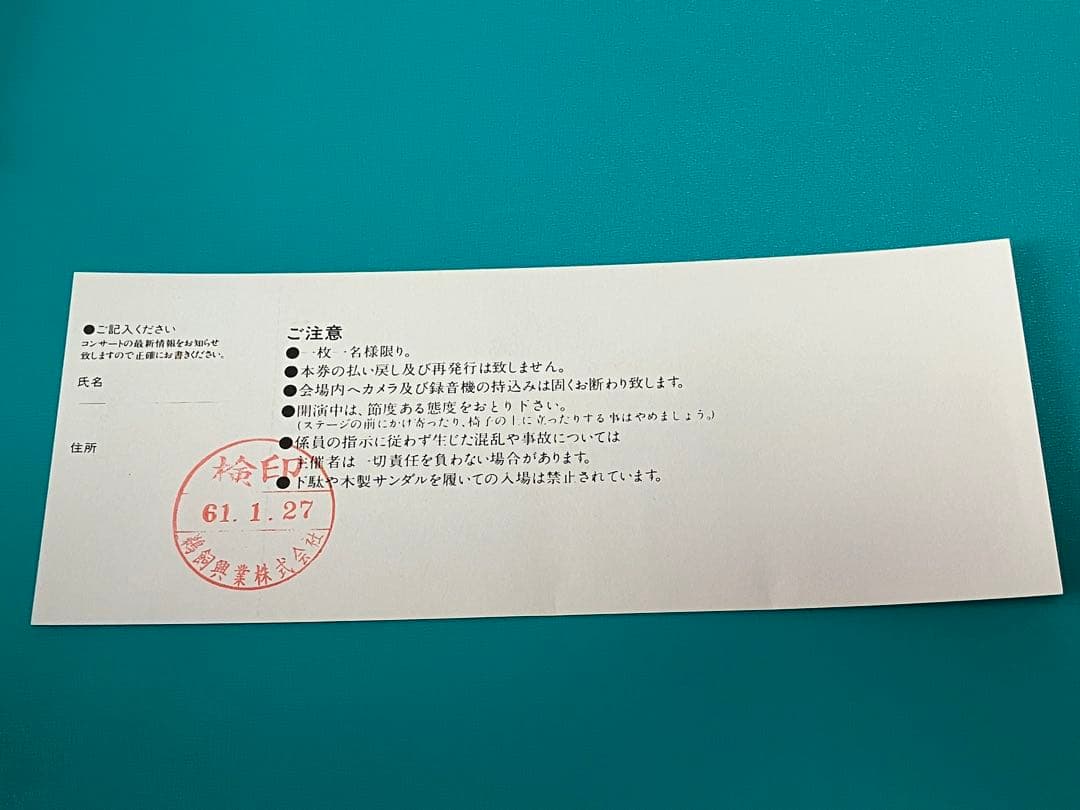 ●ご記入ください
コンサートの最新情報をお知らせ
致しますので正確にお書きください。
氏名
住所
ご注意
●一枚一名様限り。
●本券の払い戻し及び再発行は致しません。
●会場内へカメラ及び録音機の持込みは固くお断わり致します。
●開演中は、節度ある態度をおとり下さい。
(ステージの前にかけ寄ったり、椅子の上に立ったりする事はやめましょう。)
●係員の指示に従わず生じた混乱や事故については
主催者は一切責任を負わない場合があります。
●下駄や木製サンダルを履いての入場は禁止されています。
検印
61.1.27
鵜飼興業株式会社